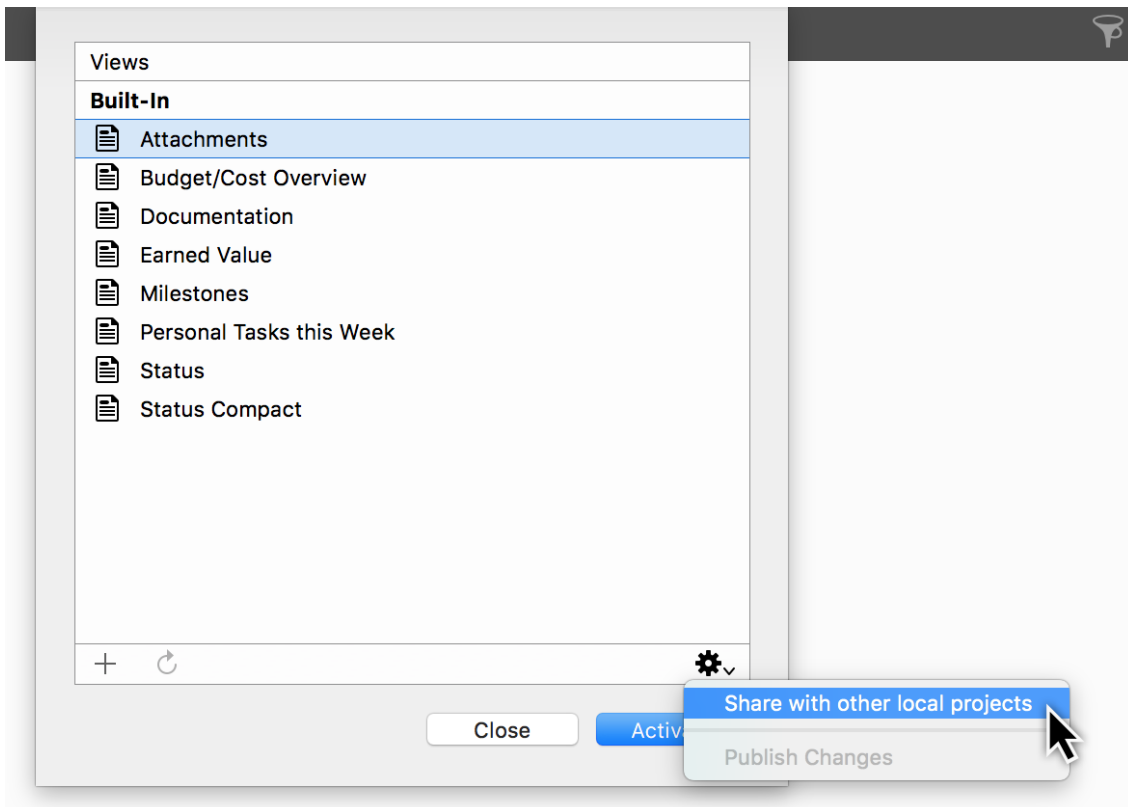 Views
Built-In
Attachments
Budget/Cost Overview
Documentation
Earned Value
Milestones
Personal Tasks this Week
Status
Status Compact
Share with other local projects
Close
Activ
Publish Changes